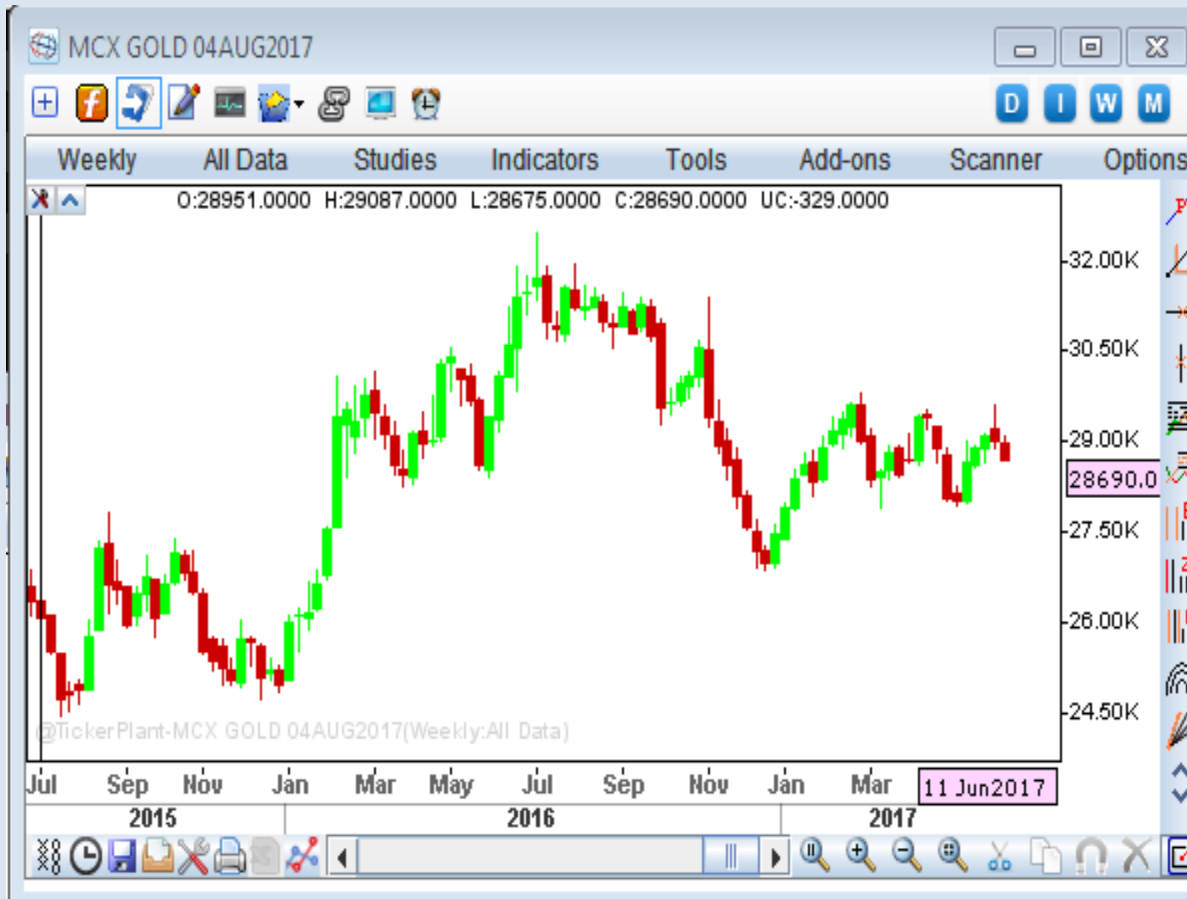 MCX GOLD 04AUG2017
D I W M
Weekly All Data Studies Indicators Tools Add-ons Scanner Options
O:28951.0000 H:29087.0000 L:28675.0000 C:28690.0000 UC:-329.0000
32.00K
30.50K
29.00K
28690.0
27.50K
26.00K
24.50K
@TickerPlant-MCX GOLD 04AUG2017(Weekly:All Data)
Jul Sep Nov Jan Mar May Jul Sep Nov Jan Mar 11 Jun2017
2015 2016 2017